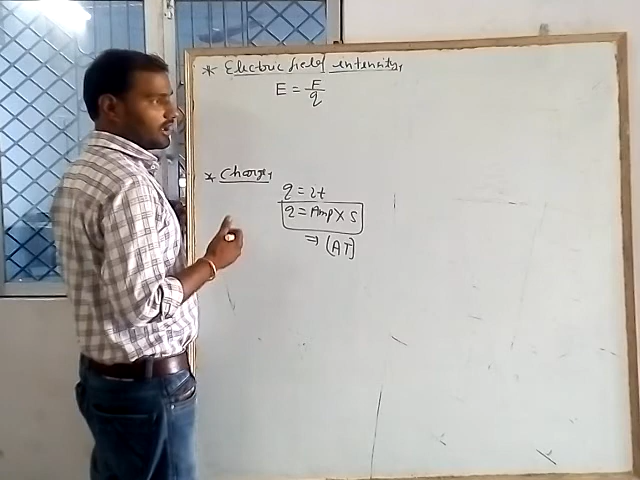 * Electric field intensity,
E = F/q
* Charge,
q = it
q = Amp × S
⇒ [AT]